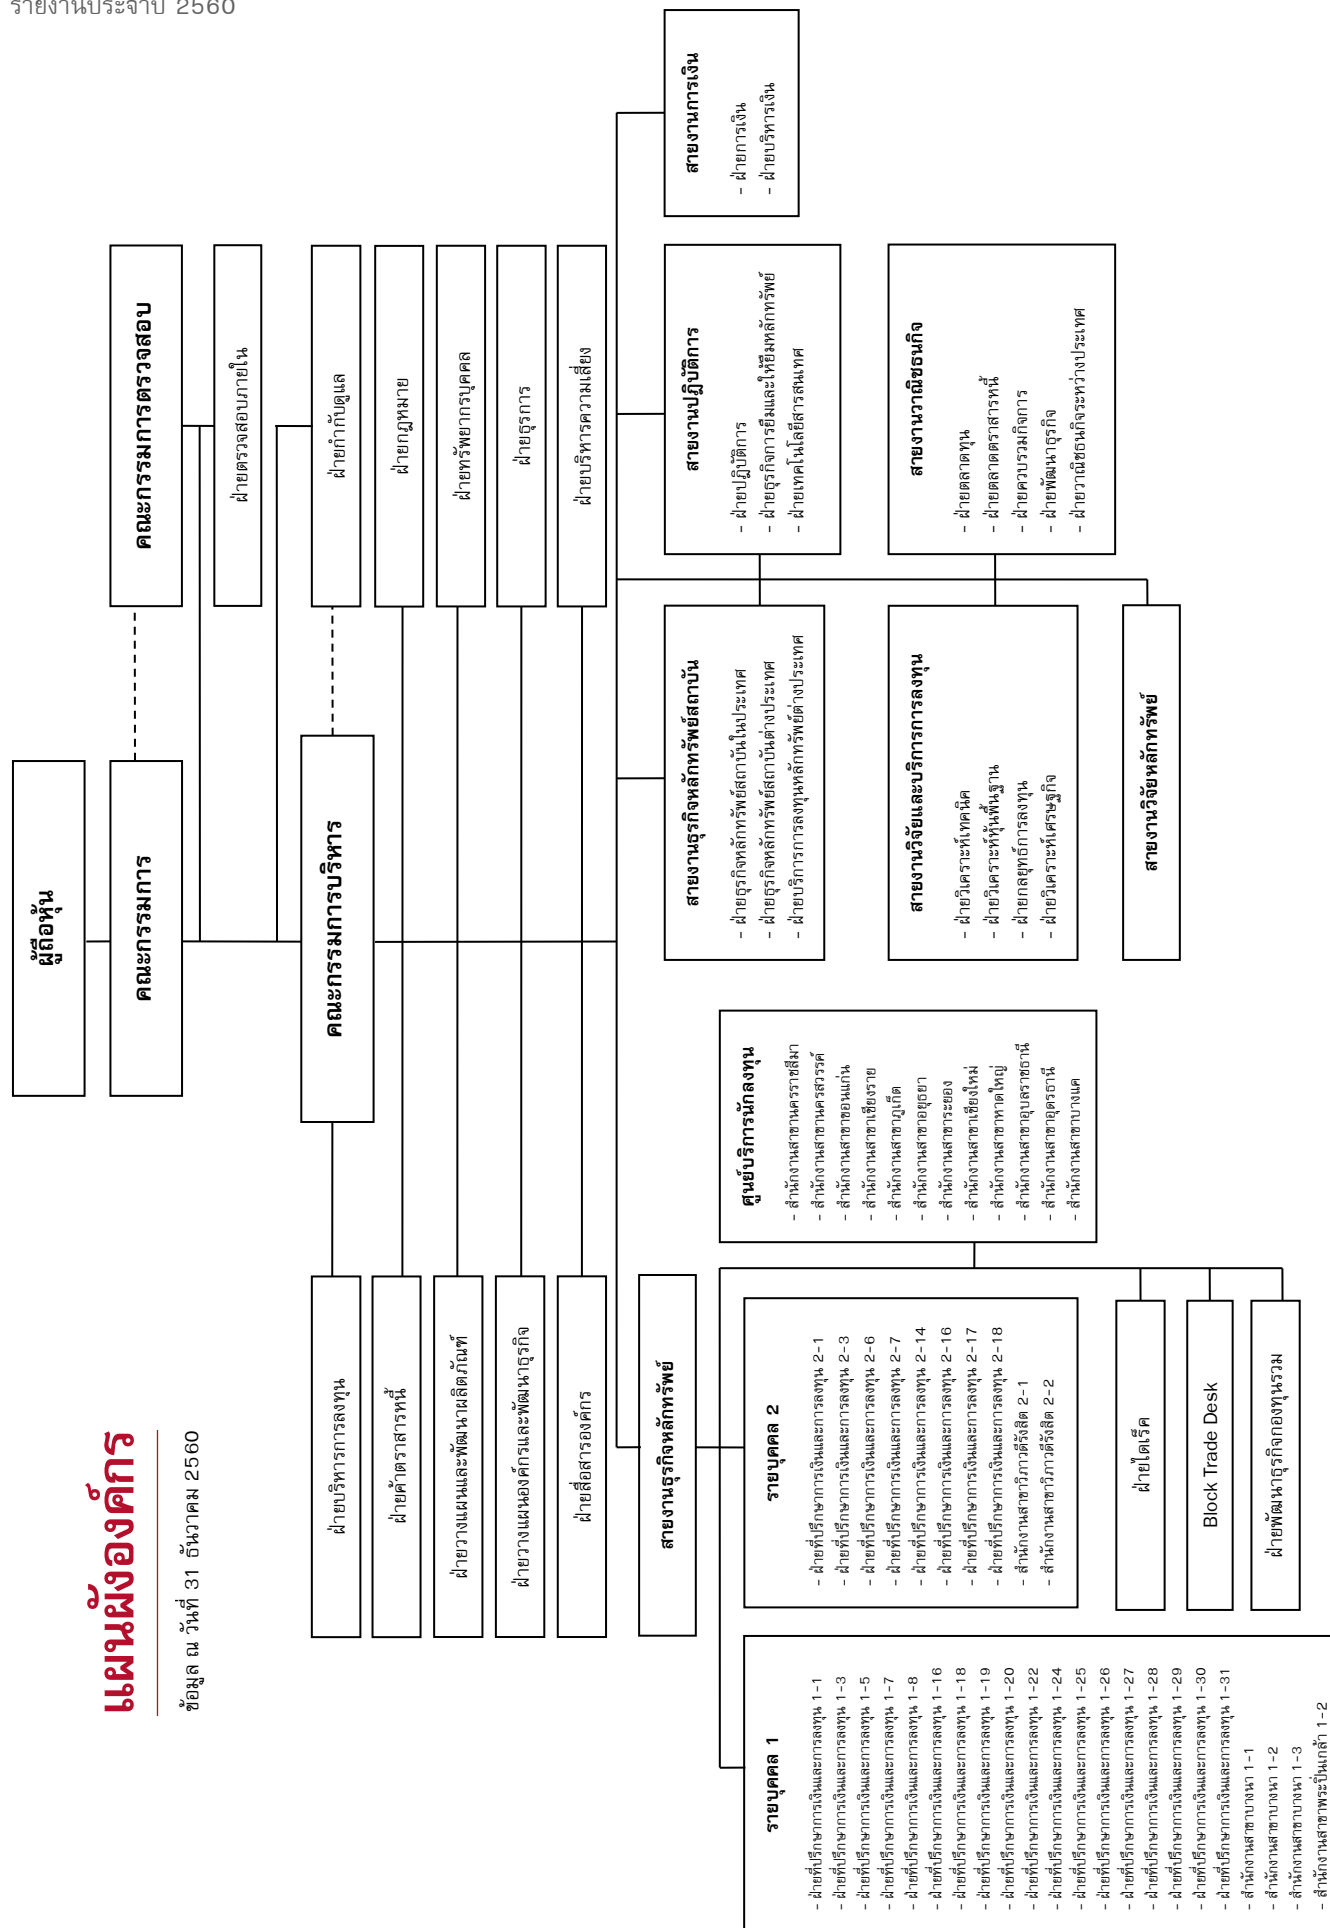 รายงานประจำปี 2560
แผนผังองค์กร
ข้อมูล ณ วันที่ 31 ธันวาคม 2560
ผู้ถือหุ้น
คณะกรรมการ
คณะกรรมการตรวจสอบ
ฝ่ายตรวจสอบภายใน
คณะกรรมการบริหาร
ฝ่ายกำกับดูแล
ฝ่ายกฎหมาย
ฝ่ายทรัพยากรบุคคล
ฝ่ายธุรการ
ฝ่ายบริหารความเสี่ยง
ฝ่ายบริหารการลงทุน
ฝ่ายค้าตราสารหนี้
ฝ่ายวางแผนและพัฒนาผลิตภัณฑ์
ฝ่ายวางแผนองค์กรและพัฒนาธุรกิจ
ฝ่ายสื่อสารองค์กร
สายงานธุรกิจหลักทรัพย์
รายบุคคล 1
- ฝ่ายที่ปรึกษาการเงินและการลงทุน 1-1
- ฝ่ายที่ปรึกษาการเงินและการลงทุน 1-3
- ฝ่ายที่ปรึกษาการเงินและการลงทุน 1-5
- ฝ่ายที่ปรึกษาการเงินและการลงทุน 1-7
- ฝ่ายที่ปรึกษาการเงินและการลงทุน 1-8
- ฝ่ายที่ปรึกษาการเงินและการลงทุน 1-16
- ฝ่ายที่ปรึกษาการเงินและการลงทุน 1-18
- ฝ่ายที่ปรึกษาการเงินและการลงทุน 1-19
- ฝ่ายที่ปรึกษาการเงินและการลงทุน 1-20
- ฝ่ายที่ปรึกษาการเงินและการลงทุน 1-22
- ฝ่ายที่ปรึกษาการเงินและการลงทุน 1-24
- ฝ่ายที่ปรึกษาการเงินและการลงทุน 1-25
- ฝ่ายที่ปรึกษาการเงินและการลงทุน 1-26
- ฝ่ายที่ปรึกษาการเงินและการลงทุน 1-27
- ฝ่ายที่ปรึกษาการเงินและการลงทุน 1-28
- ฝ่ายที่ปรึกษาการเงินและการลงทุน 1-29
- ฝ่ายที่ปรึกษาการเงินและการลงทุน 1-30
- ฝ่ายที่ปรึกษาการเงินและการลงทุน 1-31
- สำนักงานสาขาบางนา 1-1
- สำนักงานสาขาบางนา 1-2
- สำนักงานสาขาบางนา 1-3
- สำนักงานสาขาพระปิ่นเกล้า 1-2
รายบุคคล 2
- ฝ่ายที่ปรึกษาการเงินและการลงทุน 2-1
- ฝ่ายที่ปรึกษาการเงินและการลงทุน 2-3
- ฝ่ายที่ปรึกษาการเงินและการลงทุน 2-6
- ฝ่ายที่ปรึกษาการเงินและการลงทุน 2-7
- ฝ่ายที่ปรึกษาการเงินและการลงทุน 2-14
- ฝ่ายที่ปรึกษาการเงินและการลงทุน 2-16
- ฝ่ายที่ปรึกษาการเงินและการลงทุน 2-17
- ฝ่ายที่ปรึกษาการเงินและการลงทุน 2-18
- สำนักงานสาขาวิภาวดีรังสิต 2-1
- สำนักงานสาขาวิภาวดีรังสิต 2-2
ฝ่ายไดเร็ค
Block Trade Desk
ฝ่ายพัฒนาธุรกิจกองทุนรวม
ศูนย์บริการนักลงทุน
- สำนักงานสาขานครราชสีมา
- สำนักงานสาขานครสวรรค์
- สำนักงานสาขาขอนแก่น
- สำนักงานสาขาเชียงราย
- สำนักงานสาขาภูเก็ต
- สำนักงานสาขาอยุธยา
- สำนักงานสาขาระยอง
- สำนักงานสาขาเชียงใหม่
- สำนักงานสาขาหาดใหญ่
- สำนักงานสาขาอุบลราชธานี
- สำนักงานสาขาอุดรธานี
- สำนักงานสาขาบางแค
สายงานธุรกิจหลักทรัพย์สถาบัน
- ฝ่ายธุรกิจหลักทรัพย์สถาบันในประเทศ
- ฝ่ายธุรกิจหลักทรัพย์สถาบันต่างประเทศ
- ฝ่ายบริการการลงทุนหลักทรัพย์ต่างประเทศ
สายงานปฏิบัติการ
- ฝ่ายปฏิบัติการ
- ฝ่ายธุรกิจการยืมและให้ยืมหลักทรัพย์
- ฝ่ายเทคโนโลยีสารสนเทศ
สายงานการเงิน
- ฝ่ายการเงิน
- ฝ่ายบริหารเงิน
สายงานวิจัยและบริการการลงทุน
- ฝ่ายวิเคราะห์เทคนิค
- ฝ่ายวิเคราะห์หุ้นพื้นฐาน
- ฝ่ายกลยุทธ์การลงทุน
- ฝ่ายวิเคราะห์เศรษฐกิจ
สายงานวาณิชธนกิจ
- ฝ่ายตลาดทุน
- ฝ่ายตลาดตราสารหนี้
- ฝ่ายควบรวมกิจการ
- ฝ่ายพัฒนาธุรกิจ
- ฝ่ายวาณิชธนกิจระหว่างประเทศ
สายงานวิจัยหลักทรัพย์